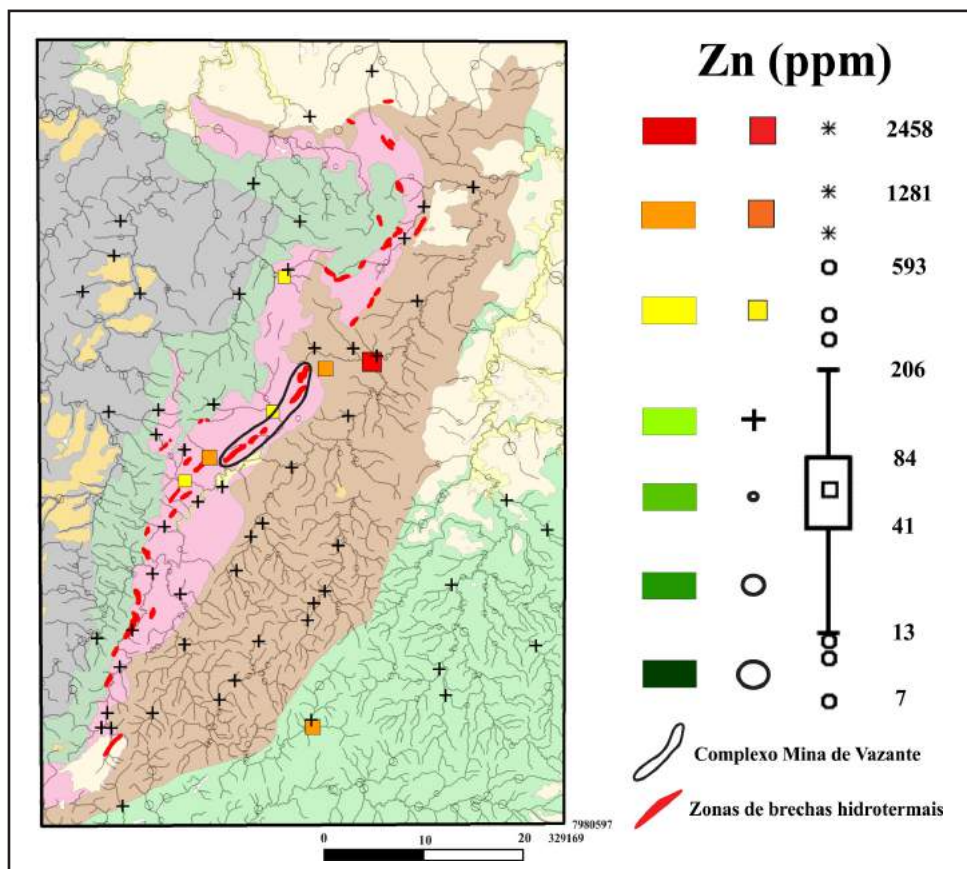 Zn (ppm)
2458
1281
593
206
84
41
13
7
Complexo Mina de Vazante
Zonas de brechas hidrotermais
7980597
329169
0 10 20